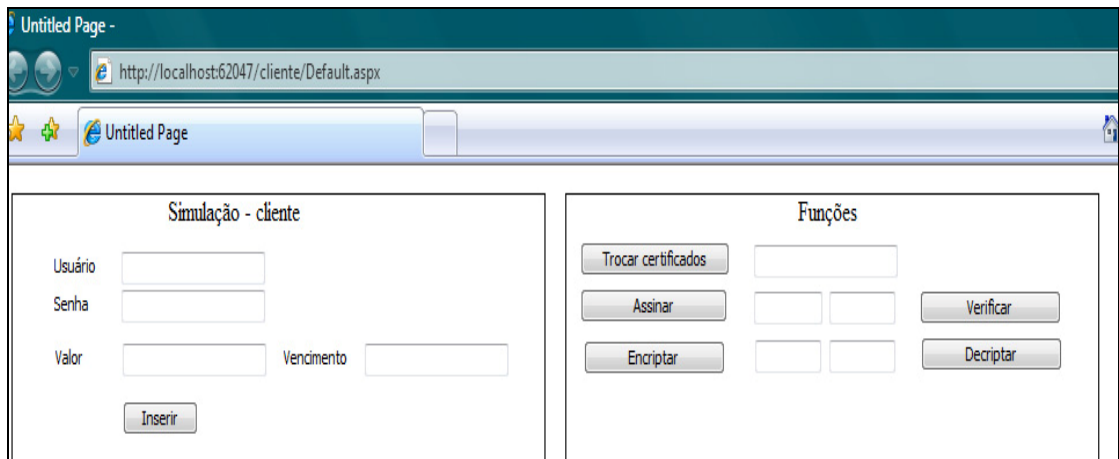 Untitled Page -
http://localhost:62047/cliente/Default.aspx
Untitled Page
Simulação - cliente
Usuário
Senha
Valor
Vencimento
Inserir
Funções
Trocar certificados
Assinar
Verificar
Encriptar
Decriptar